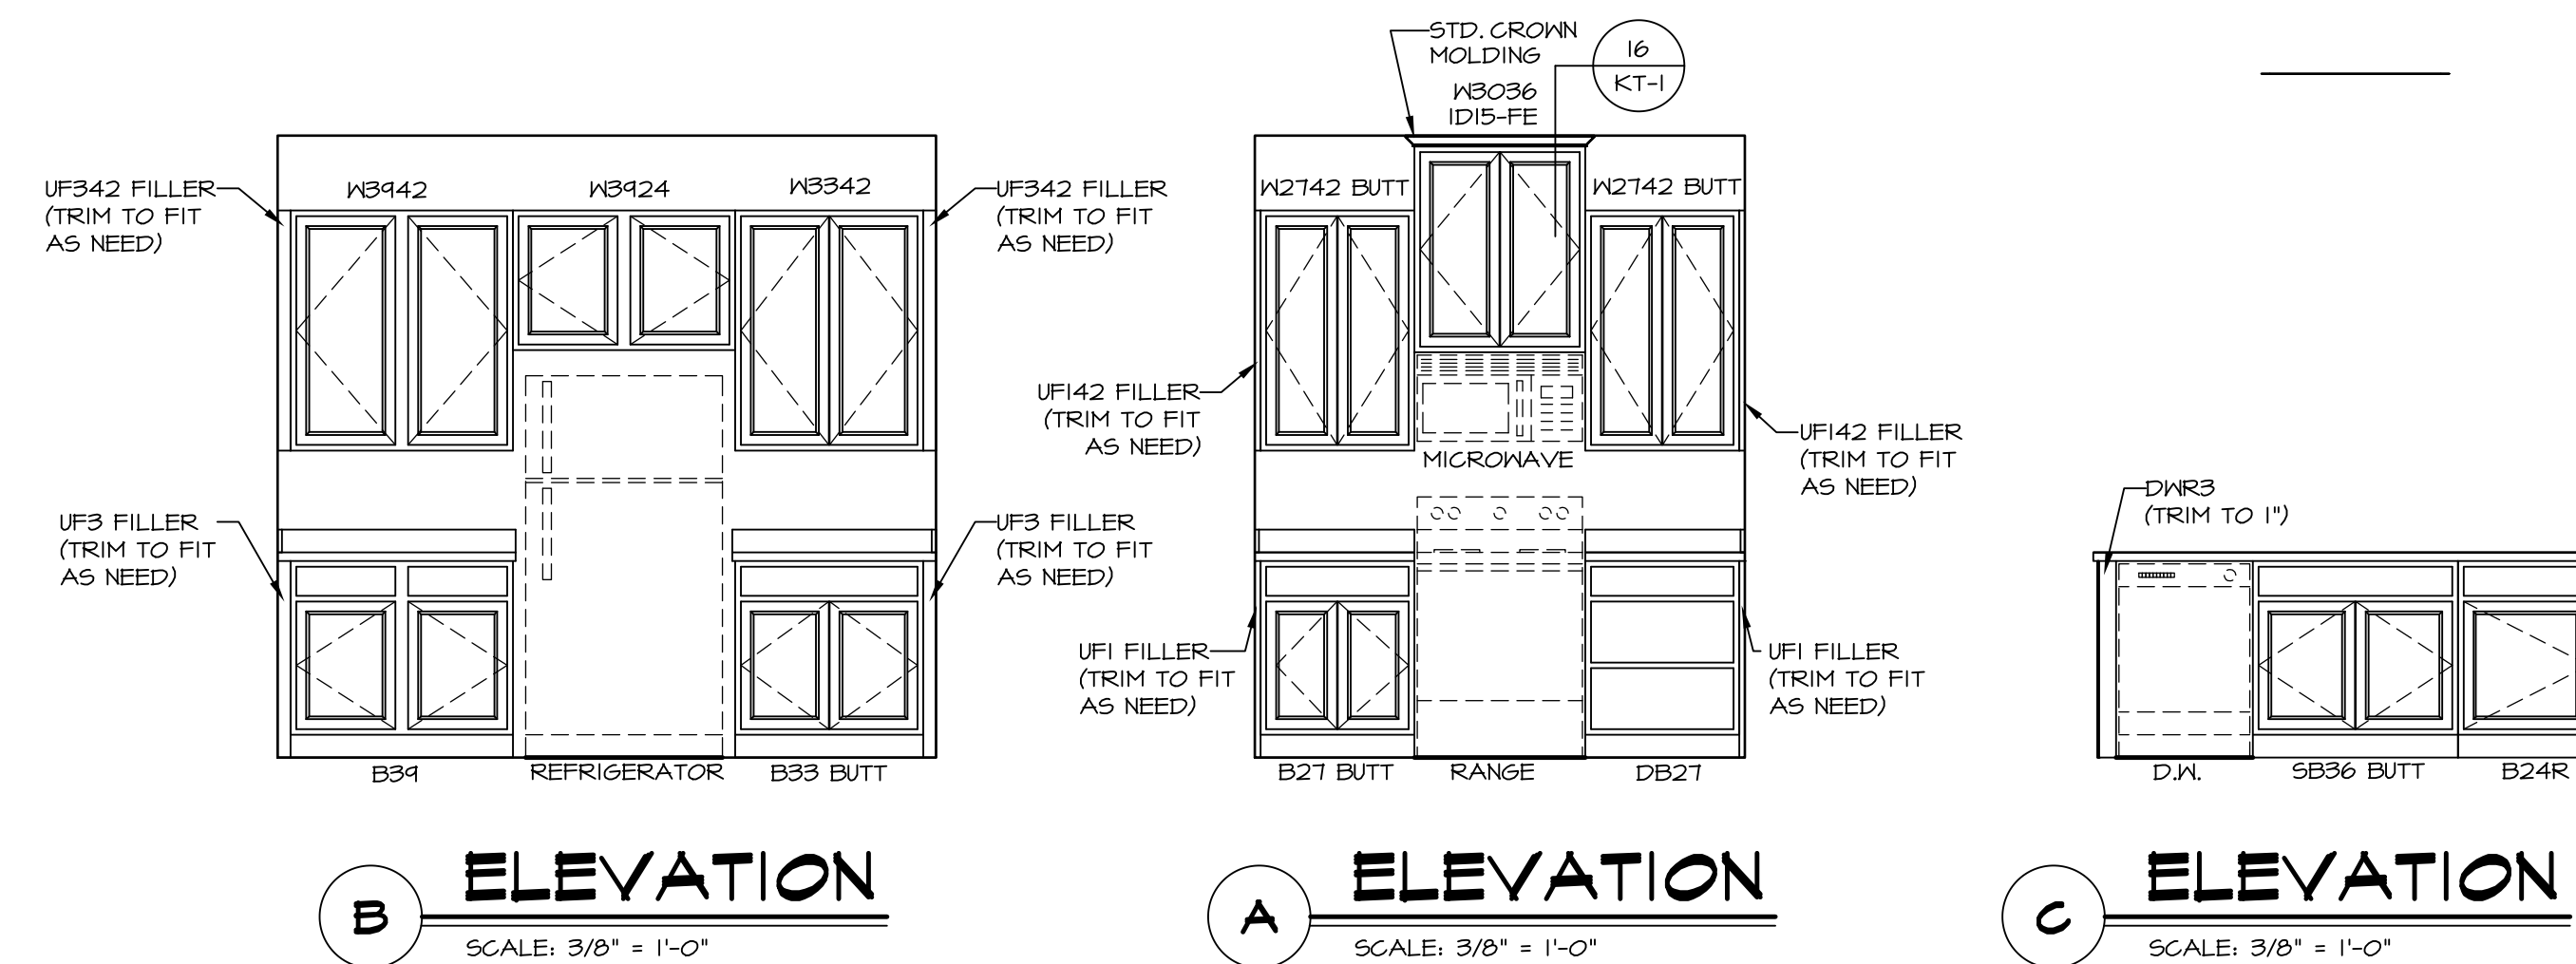 UF342 FILLER
(TRIM TO FIT
AS NEED)
W3942
W3924
W3342
UF342 FILLER
(TRIM TO FIT
AS NEED)
UF3 FILLER
(TRIM TO FIT
AS NEED)
UF3 FILLER
(TRIM TO FIT
AS NEED)
B39
REFRIGERATOR
B33 BUTT
B
ELEVATION
SCALE: 3/8" = 1'-0"
STD. CROWN
MOLDING
16
KT-1
W3036
1D15-FE
W2742 BUTT
W2742 BUTT
UF142 FILLER
(TRIM TO FIT
AS NEED)
MICROWAVE
UF142 FILLER
(TRIM TO FIT
AS NEED)
UF1 FILLER
(TRIM TO FIT
AS NEED)
UF1 FILLER
(TRIM TO FIT
AS NEED)
B27 BUTT
RANGE
DB27
A
ELEVATION
SCALE: 3/8" = 1'-0"
DWR3
(TRIM TO 1")
D.W.
SB36 BUTT
B24R
C
ELEVATION
SCALE: 3/8" = 1'-0"